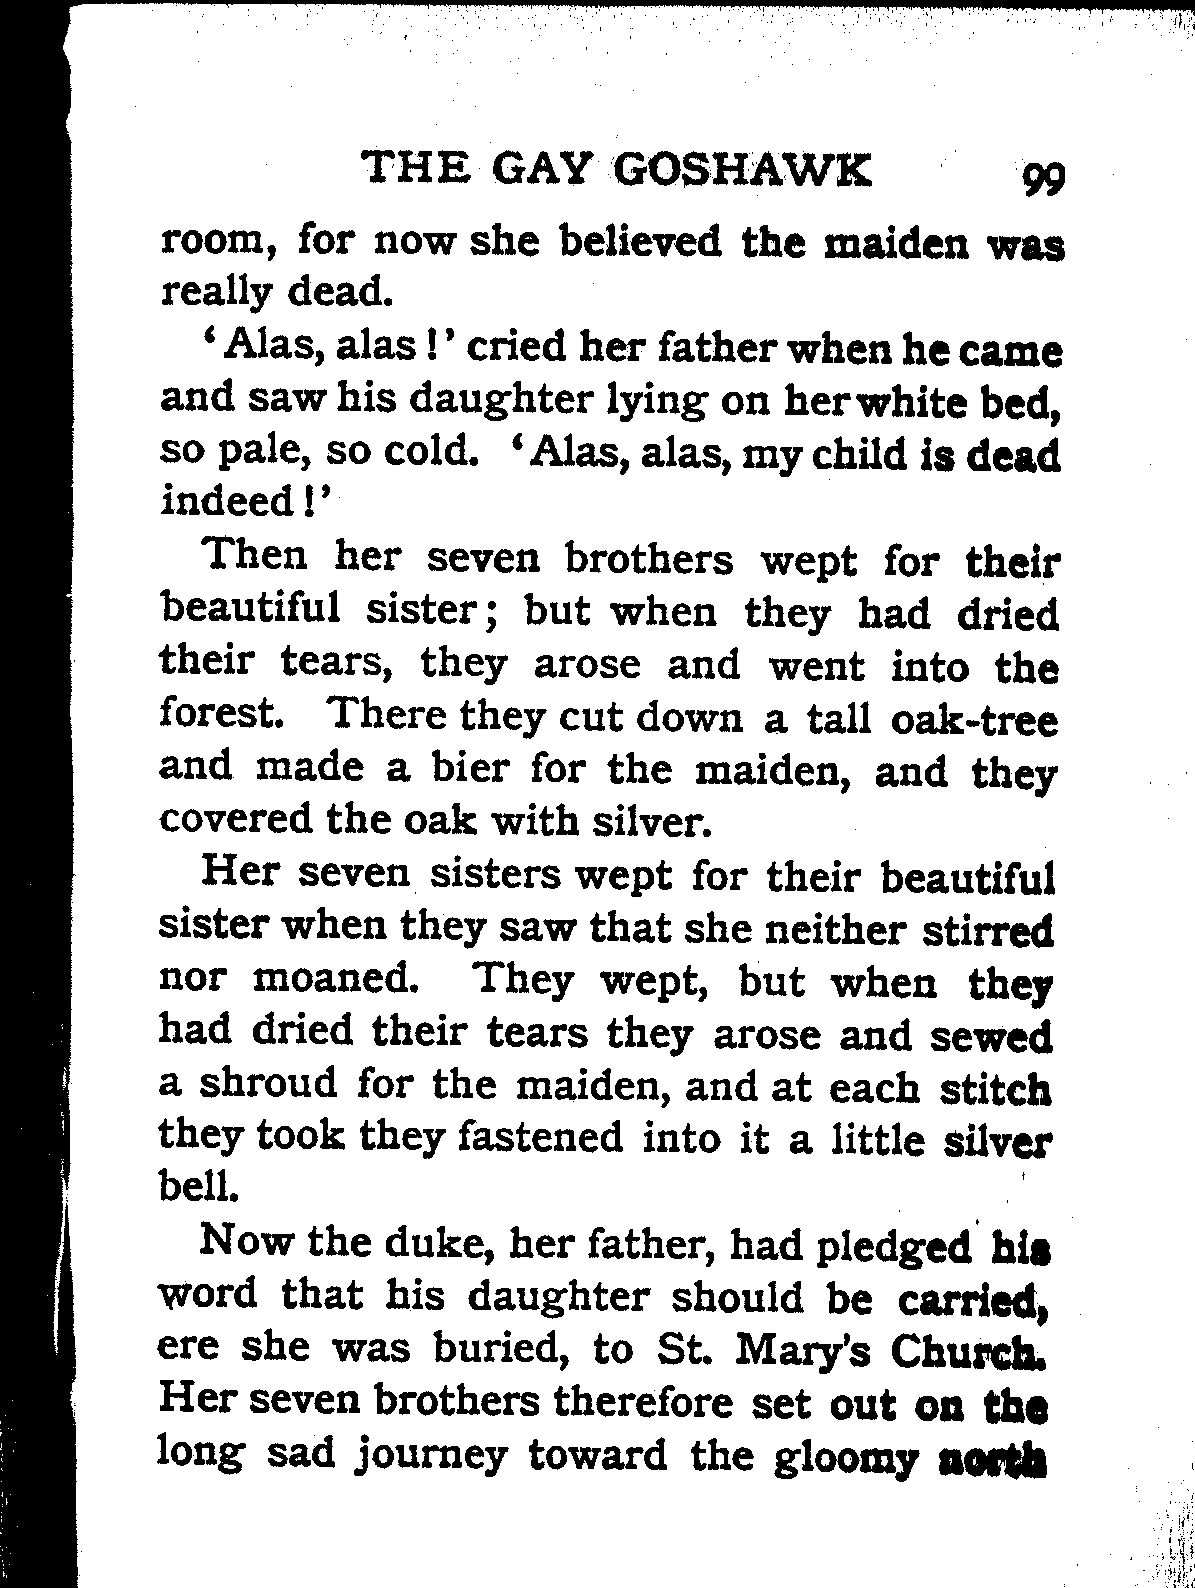 THE GAY GOSHAWK 99
room, for now she believed the maiden was
really dead.
‘Alas, alas!’ cried her father when he came
and saw his daughter lying on her white bed,
so pale, so cold. ‘Alas, alas, my child is dead
indeed!’
Then her seven brothers wept for their
beautiful sister; but when they had dried
their tears, they arose and went into the
forest. There they cut down a tall oak-tree
and made a bier for the maiden, and they
covered the oak with silver.
Her seven sisters wept for their beautiful
sister when they saw that she neither stirred
nor moaned. They wept, but when they
had dried their tears they arose and sewed
a shroud for the maiden, and at each stitch
they took they fastened into it a little silver
bell.
Now the duke, her father, had pledged his
word that his daughter should be carried,
ere she was buried, to St. Mary's Church.
Her seven brothers therefore set out on the
long sad journey toward the gloomy north